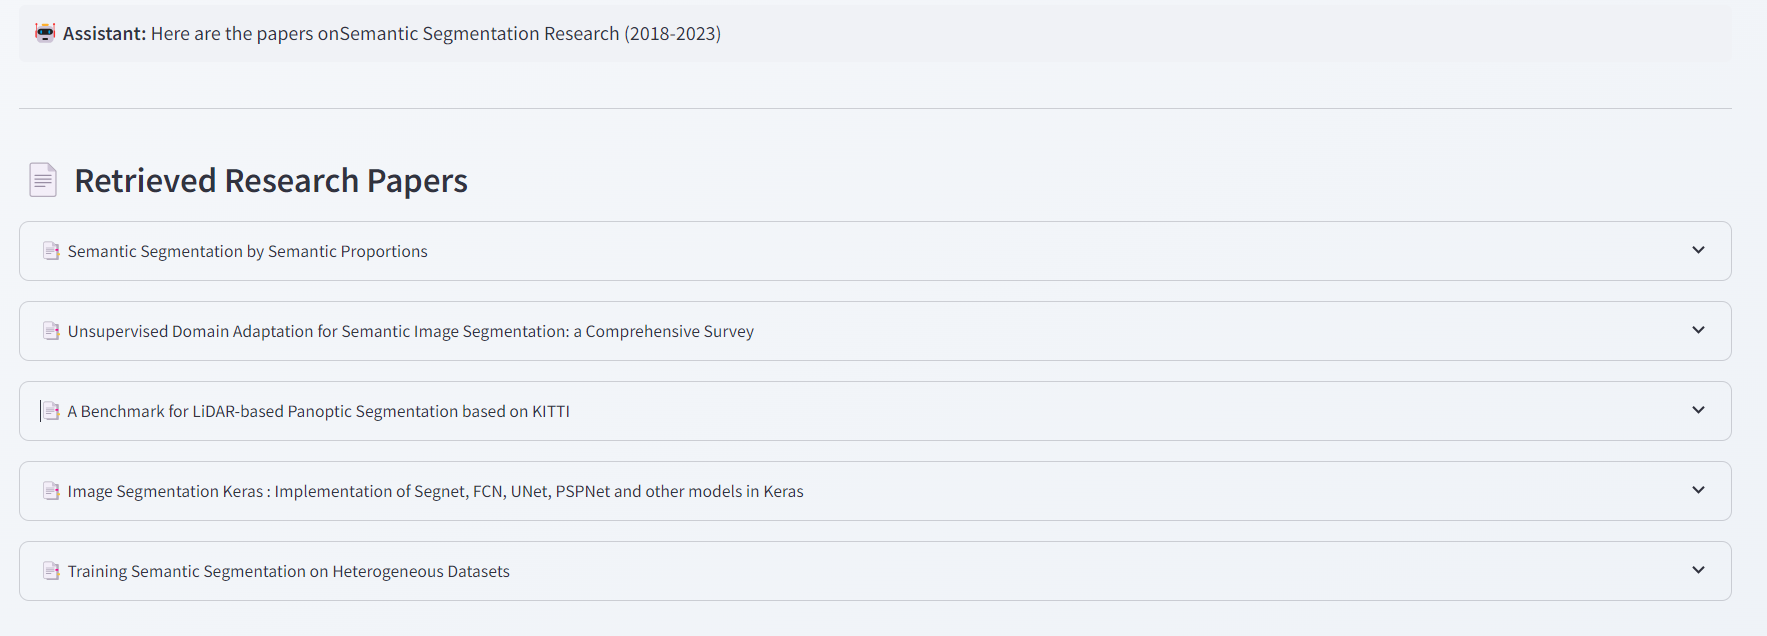 Assistant: Here are the papers onSemantic Segmentation Research (2018-2023)
Retrieved Research Papers
Semantic Segmentation by Semantic Proportions
Unsupervised Domain Adaptation for Semantic Image Segmentation: a Comprehensive Survey
A Benchmark for LiDAR-based Panoptic Segmentation based on KITTI
Image Segmentation Keras : Implementation of Segnet, FCN, UNet, PSPNet and other models in Keras
Training Semantic Segmentation on Heterogeneous Datasets